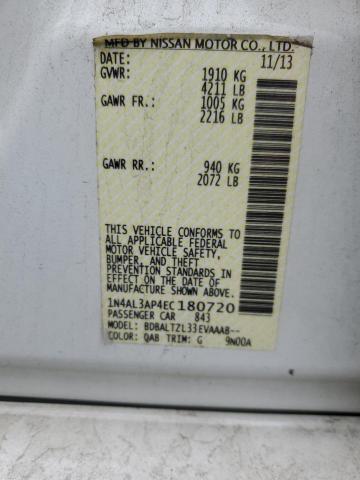 MFD BY NISSAN MOTOR CO., LTD.
DATE: 11/13
GVWR: 1910 KG
4211 LB
GAWR FR.: 1005 KG
2216 LB
GAWR RR.: 940 KG
2072 LB
THIS VEHICLE CONFORMS TO
ALL APPLICABLE FEDERAL
MOTOR VEHICLE SAFETY,
BUMPER, AND THEFT
PREVENTION STANDARDS IN
EFFECT ON THE DATE OF
MANUFACTURE SHOWN ABOVE.
1N4AL3AP4EC180720
PASSENGER CAR 843
MODEL: BDBALTZL33EVAAAB--
COLOR: QAB TRIM: G 9N00A